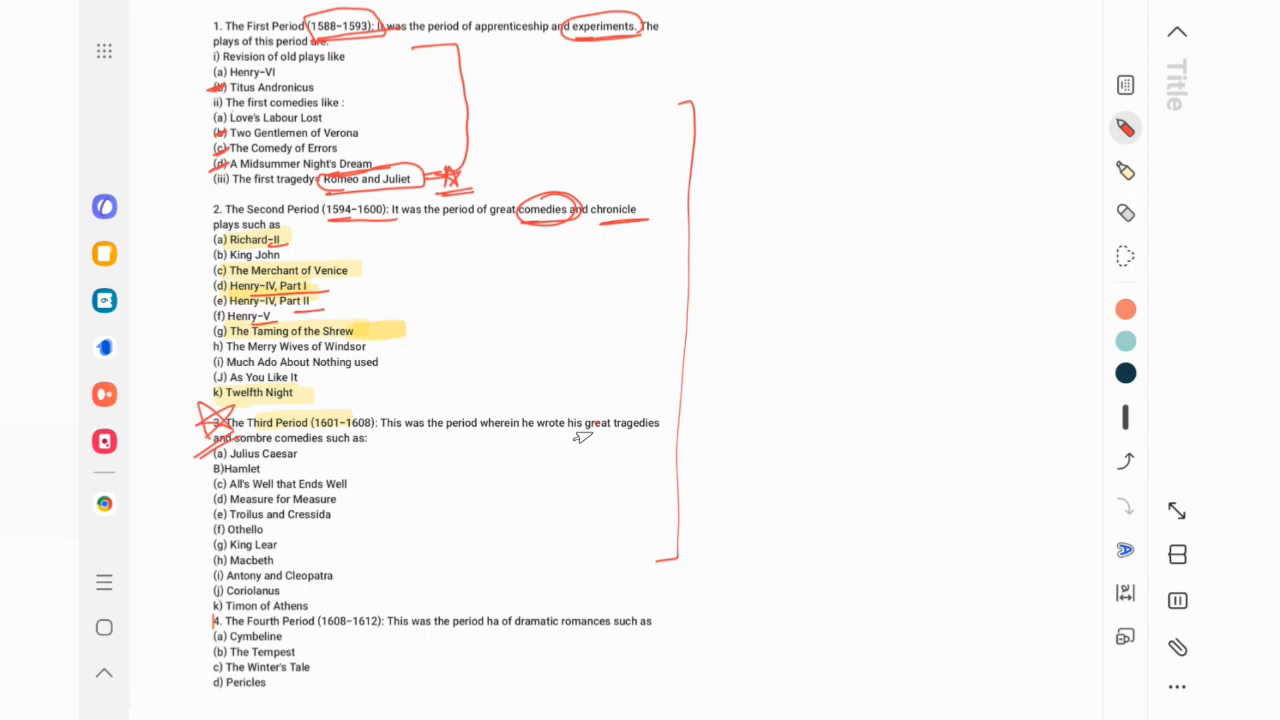 1. The First Period (1588-1593): It was the period of apprenticeship and experiments. The
plays of this period are:
i) Revision of old plays like
(a) Henry-VI
(b) Titus Andronicus
ii) The first comedies like :
(a) Love's Labour Lost
(b) Two Gentlemen of Verona
(c) The Comedy of Errors
(d) A Midsummer Night's Dream
(iii) The first tragedy= Romeo and Juliet
2. The Second Period (1594-1600): It was the period of great comedies and chronicle
plays such as
(a) Richard-II
(b) King John
(c) The Merchant of Venice
(d) Henry-IV, Part I
(e) Henry-IV, Part II
(f) Henry-V
(g) The Taming of the Shrew
h) The Merry Wives of Windsor
(i) Much Ado About Nothing used
(J) As You Like It
k) Twelfth Night
3. The Third Period (1601-1608): This was the period wherein he wrote his great tragedies
and sombre comedies such as:
(a) Julius Caesar
B)Hamlet
(c) All's Well that Ends Well
(d) Measure for Measure
(e) Troilus and Cressida
(f) Othello
(g) King Lear
(h) Macbeth
(i) Antony and Cleopatra
(j) Coriolanus
k) Timon of Athens
4. The Fourth Period (1608-1612): This was the period ha of dramatic romances such as
(a) Cymbeline
(b) The Tempest
c) The Winter's Tale
d) Pericles
Title